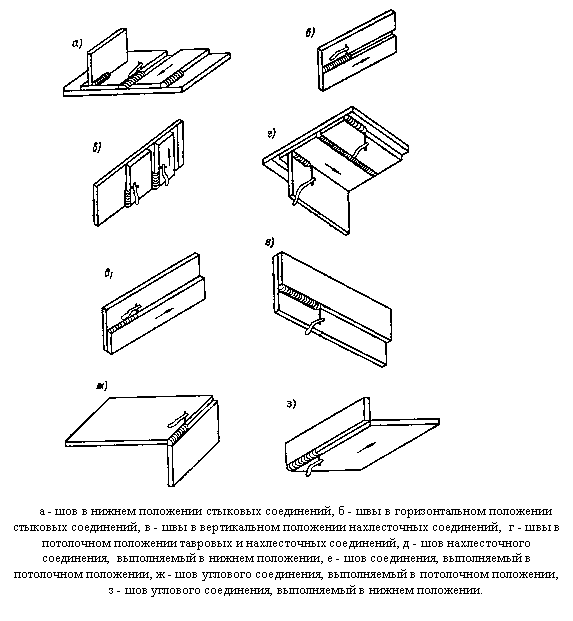 а)
в)
б)
г)
д)
е)
ж)
з)
а - шов в нижнем положении стыковых соединений, б - швы в горизонтальном положении
стыковых соединений, в - швы в вертикальном положении нахлесточных соединений, г - швы в
потолочном положении тавровых и нахлесточных соединений, д - шов нахлесточного
соединения, выполняемый в нижнем положении, е - шов соединения, выполняемый в
потолочном положении, ж - шов углового соединения, выполняемый в потолочном положении,
з - шов углового соединения, выполняемый в нижнем положении.